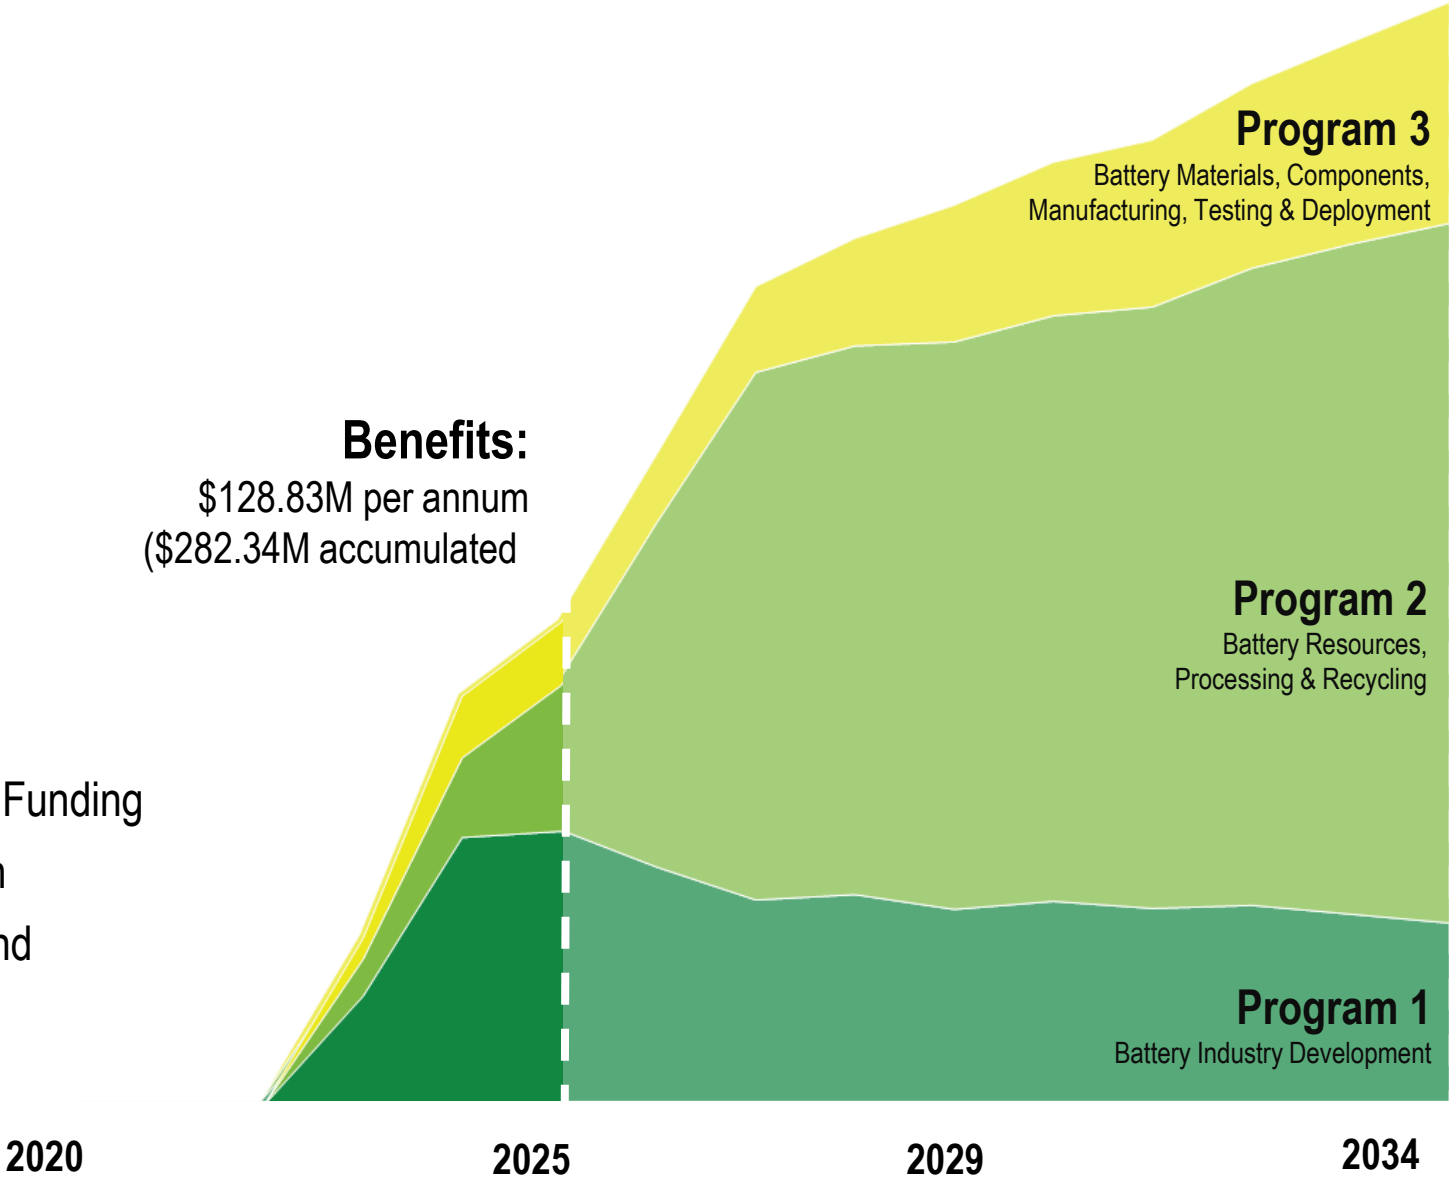 Program 3
Battery Materials, Components,
Manufacturing, Testing & Deployment
Benefits:
$128.83M per annum
($282.34M accumulated
Program 2
Battery Resources,
Processing & Recycling
Funding
nd
Program 1
Battery Industry Development
2020
2025
2029
2034